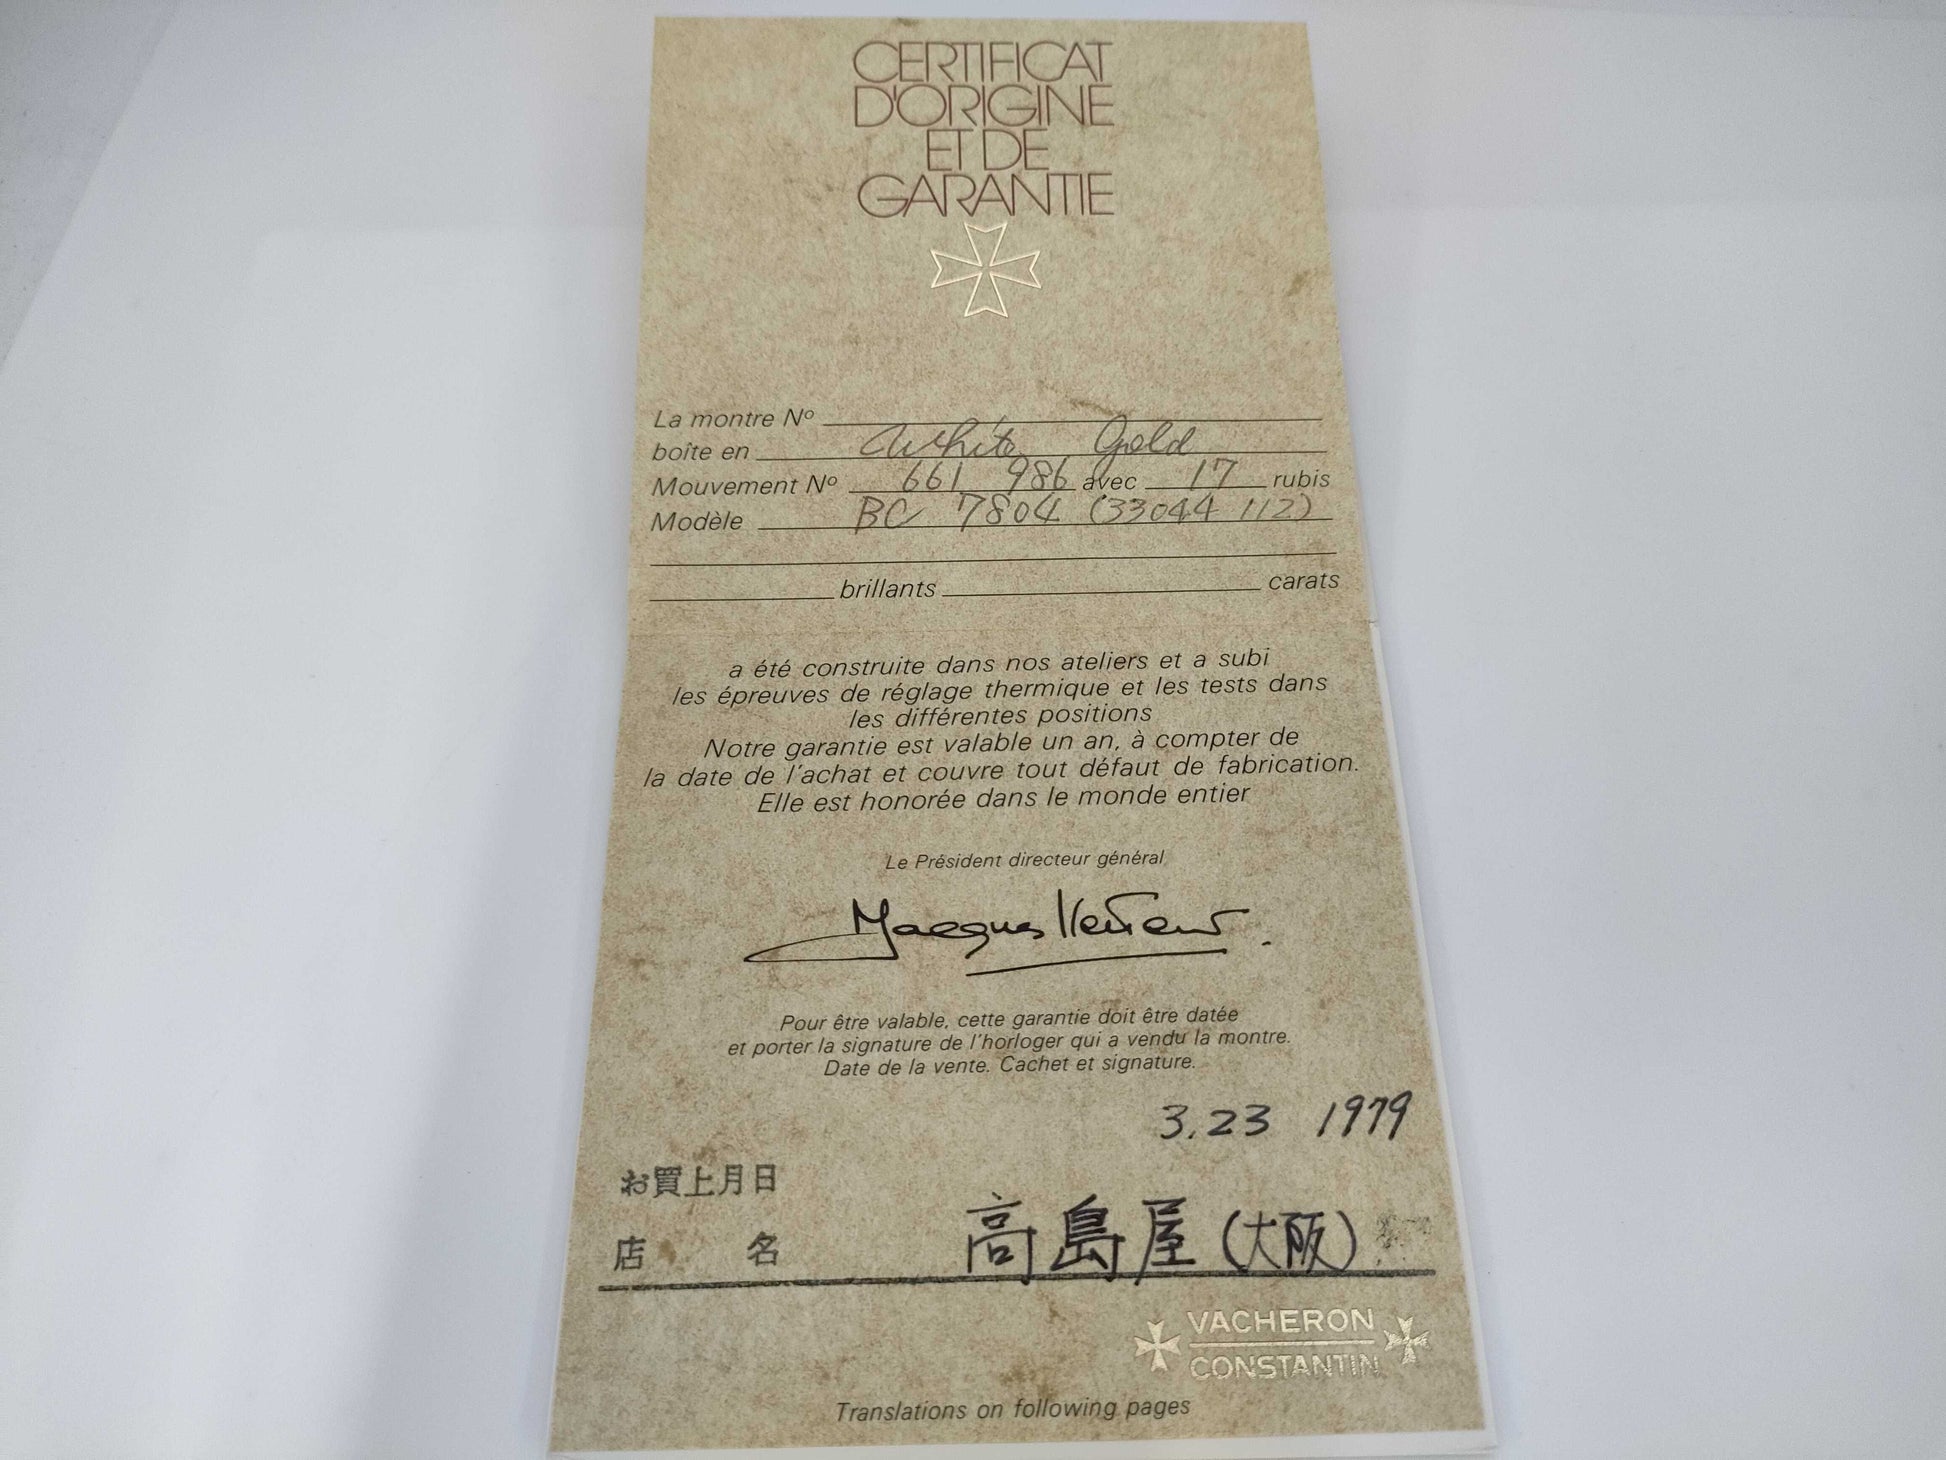 CERTIFICAT
D'ORIGINE
ET DE
GARANTIE
La montre Nº
boîte en White Gold
Mouvement Nº 661 986 avec 17 rubis
Modèle BC 7804 (33044 112)
brillants carats
a été construite dans nos ateliers et a subi
les épreuves de réglage thermique et les tests dans
les différentes positions
Notre garantie est valable un an, à compter de
la date de l'achat et couvre tout défaut de fabrication.
Elle est honorée dans le monde entier
Le Président directeur général
Pour être valable, cette garantie doit être datée
et porter la signature de l'horloger qui a vendu la montre.
Date de la vente. Cachet et signature.
3.23 1979
お買上月日
店 名 高島屋(大阪)
VACHERON
CONSTANTIN
Translations on following pages